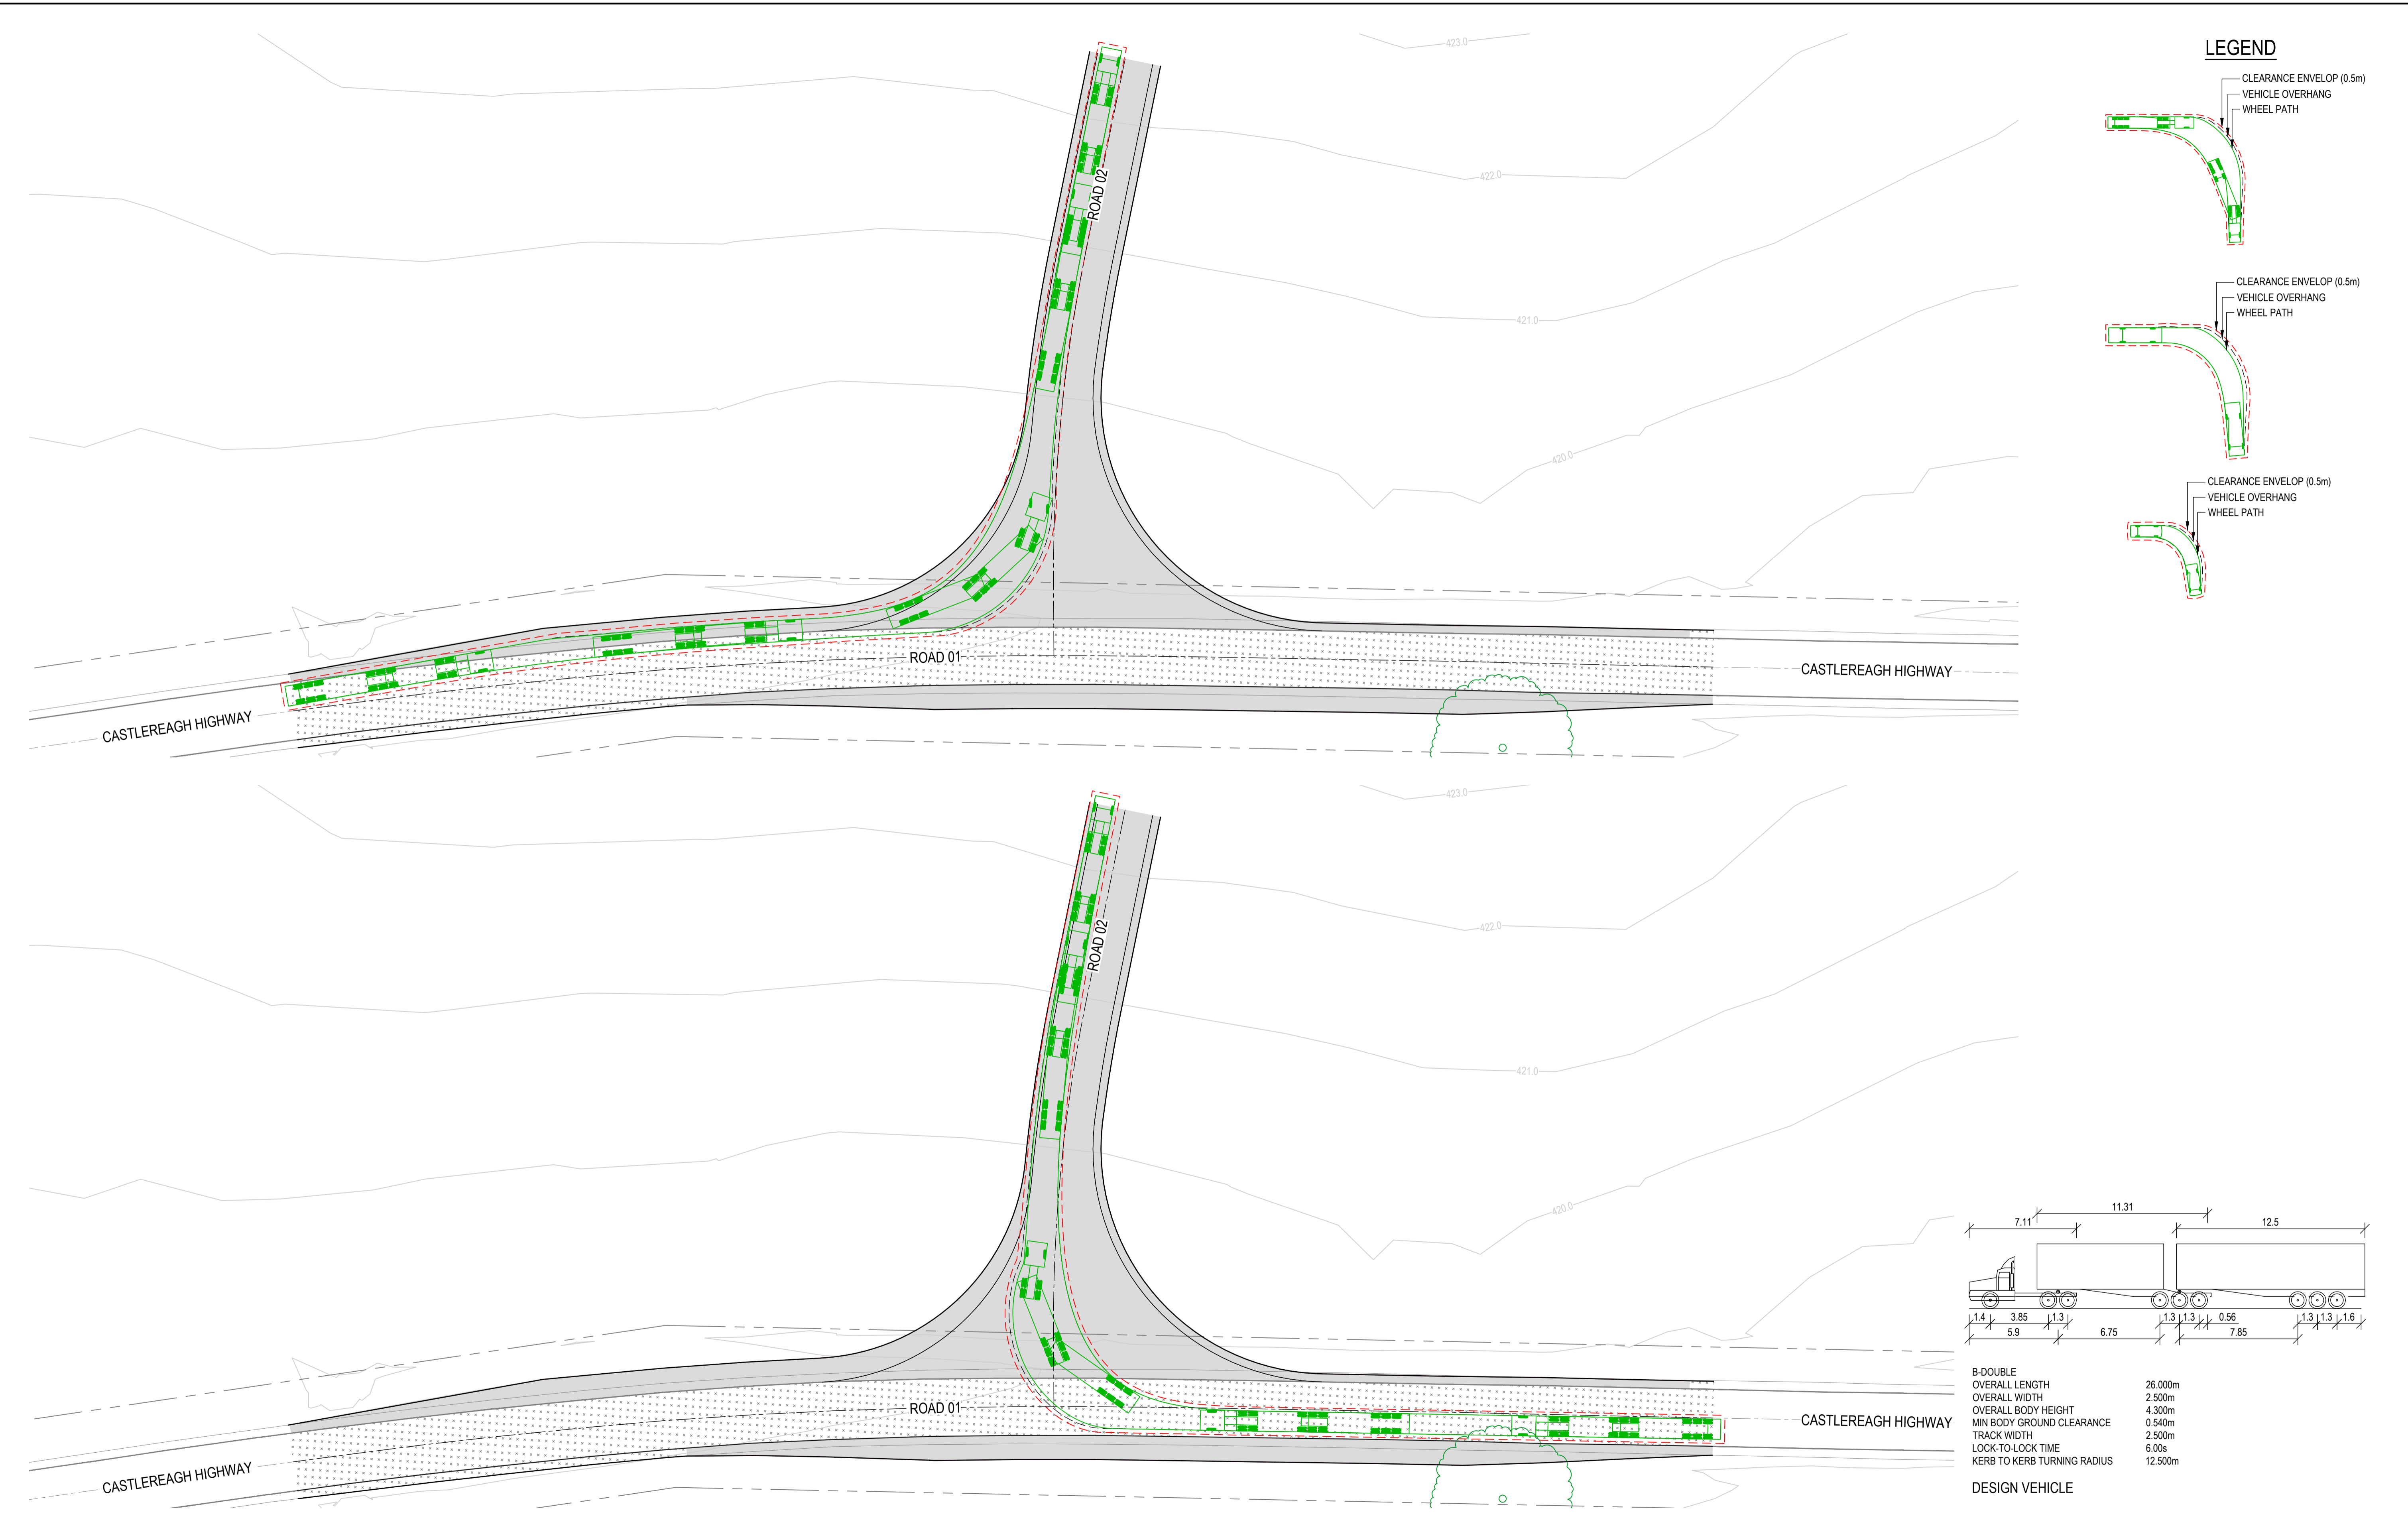 423.0
422.0
ROAD 02
421.0
420.0
ROAD 01
CASTLEREAGH HIGHWAY
CASTLEREAGH HIGHWAY
LEGEND
CLEARANCE ENVELOP (0.5m)
VEHICLE OVERHANG
WHEEL PATH
CLEARANCE ENVELOP (0.5m)
VEHICLE OVERHANG
WHEEL PATH
CLEARANCE ENVELOP (0.5m)
VEHICLE OVERHANG
WHEEL PATH
423.0
422.0
ROAD 02
421.0
420.0
ROAD 01
CASTLEREAGH HIGHWAY
CASTLEREAGH HIGHWAY
11.31
7.11 12.5
1.4 3.85 1.3 1.3 1.3 0.56 1.3 1.3 1.6
5.9 6.75 7.85
B-DOUBLE
OVERALL LENGTH 26.000m
OVERALL WIDTH 2.500m
OVERALL BODY HEIGHT 4.300m
MIN BODY GROUND CLEARANCE 0.540m
TRACK WIDTH 2.500m
LOCK-TO-LOCK TIME 6.00s
KERB TO KERB TURNING RADIUS 12.500m
DESIGN VEHICLE